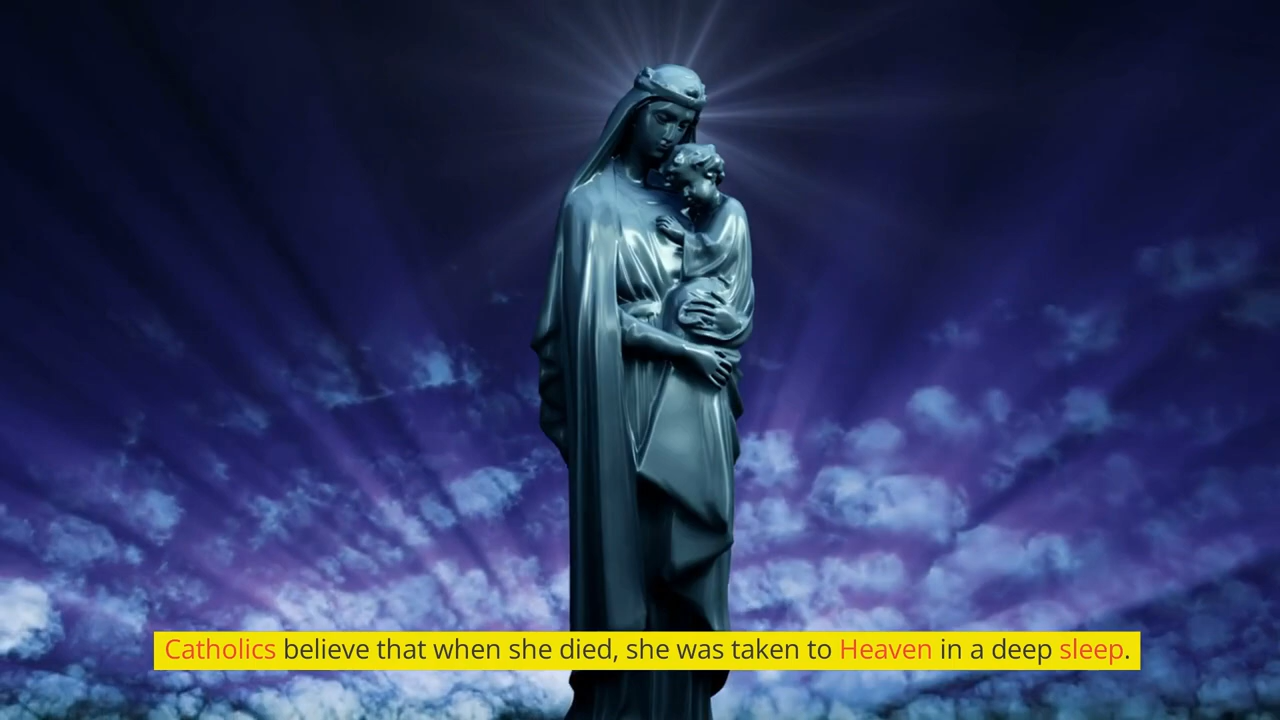 Catholics believe that when she died, she was taken to Heaven in a deep sleep.